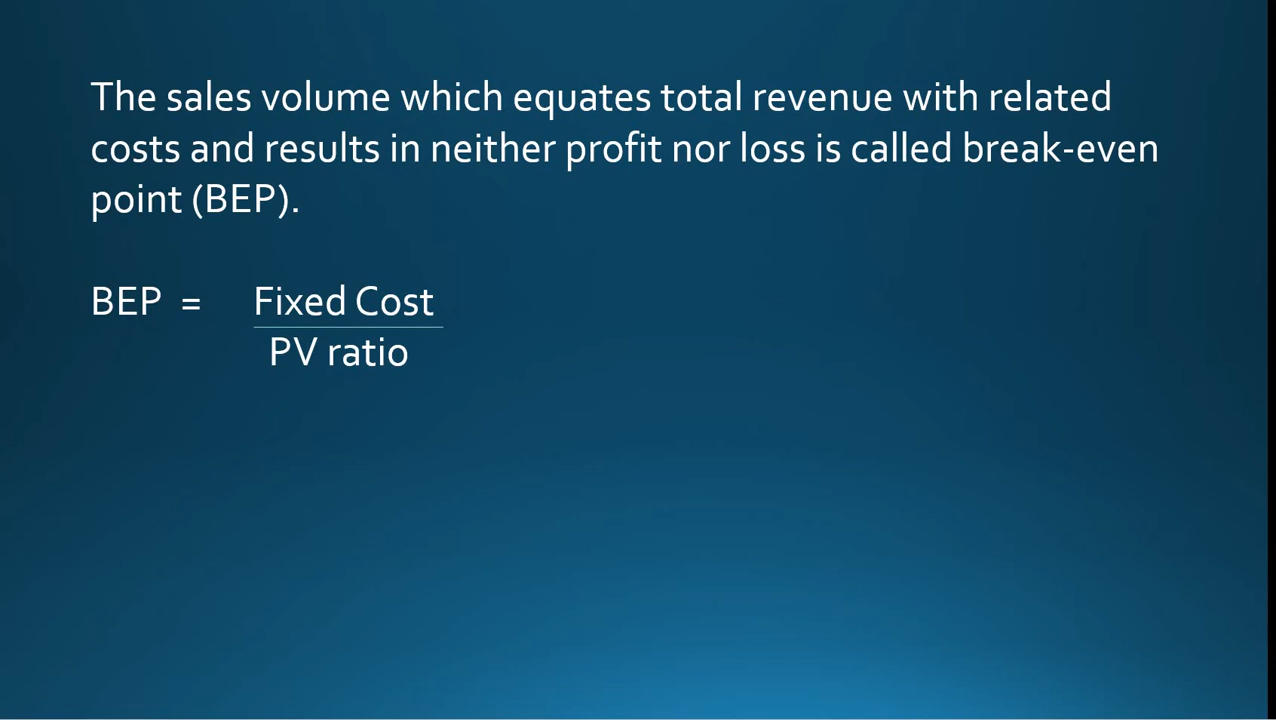 The sales volume which equates total revenue with related
costs and results in neither profit nor loss is called break-even
point (BEP).
BEP = Fixed Cost
PV ratio